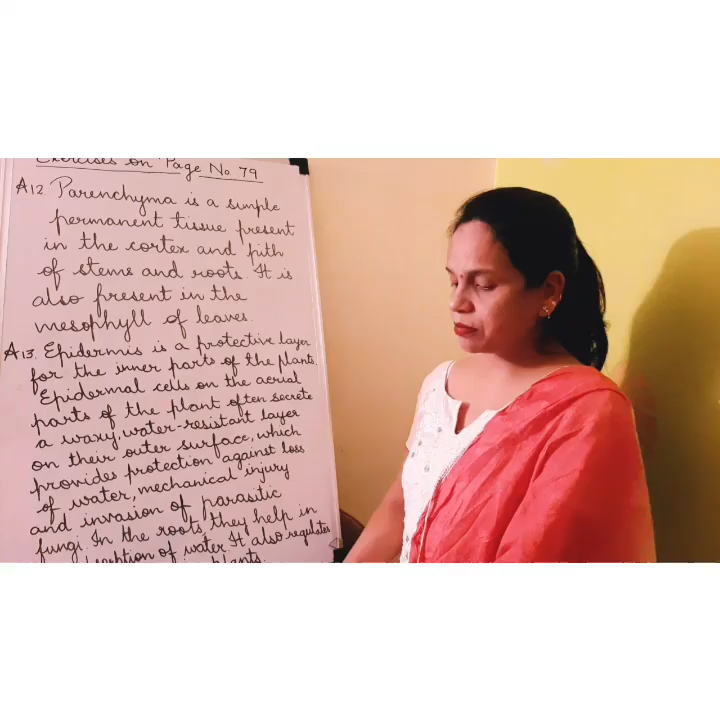 Exercises on Page No. 79
A12 Parenchyma is a simple
permanent tissue present
in the cortex and pith
of stems and roots. It is
also present in the
mesophyll of leaves.
A13. Epidermis is a protective layer
for the inner parts of the plants.
Epidermal cells on the aerial
parts of the plant often secrete
a waxy, water-resistant layer
on their outer surface, which
provides protection against loss
of water, mechanical injury
and invasion of parasitic
fungi. In the roots, they help in
of water. It also regulates
plants.